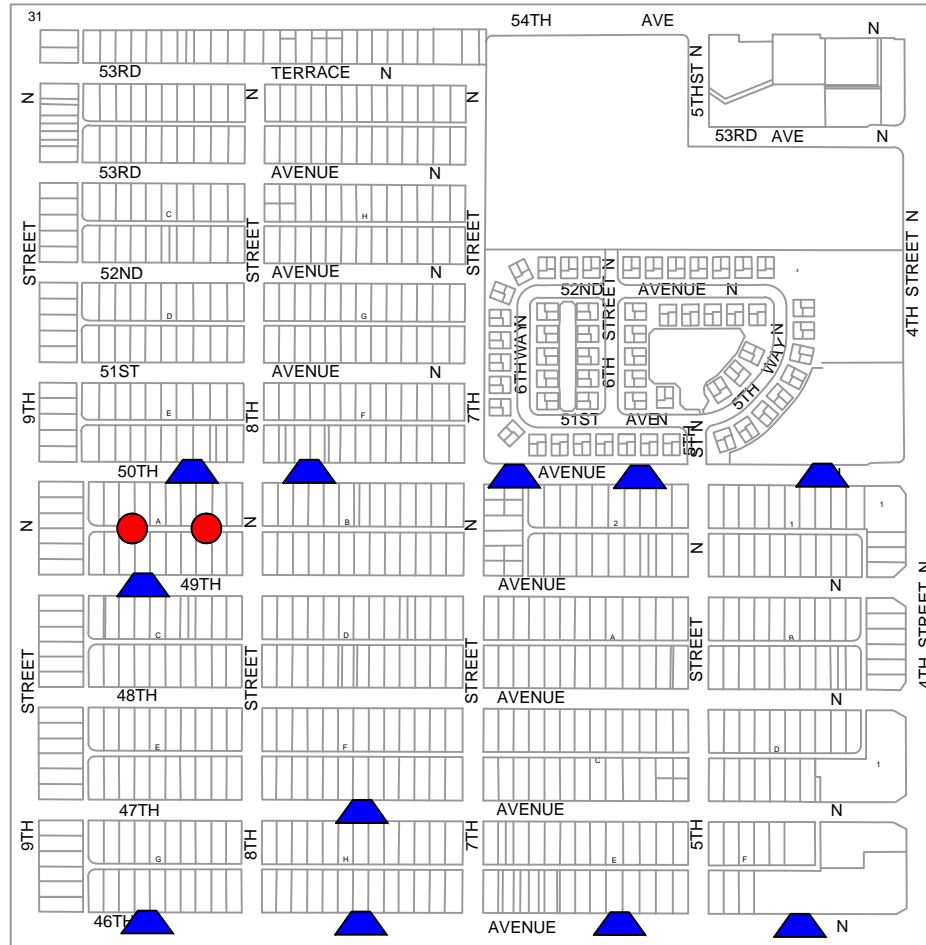 31
54TH AVE N
53RD TERRACE N
5THST N
53RD AVE N
N
N
N
53RD AVENUE N
C
H
STREET
STREET
STREET
4TH STREET N
52ND AVENUE N
4
52ND AVENUE N
D
G
6THWAY N
6TH STREET N
5TH WAY N
51ST AVENUE N
E
F
9TH
8TH
7TH
51ST AVE N
5TH ST N
50TH AVENUE
A
B
2
1
1
N
N
N
N
49TH AVENUE N
C
D
A
B
STREET
STREET
STREET
STREET
4TH STREET N
48TH AVENUE N
E
F
C
D
1
47TH AVENUE N
9TH
8TH
7TH
5TH
G
H
E
F
46TH AVENUE N